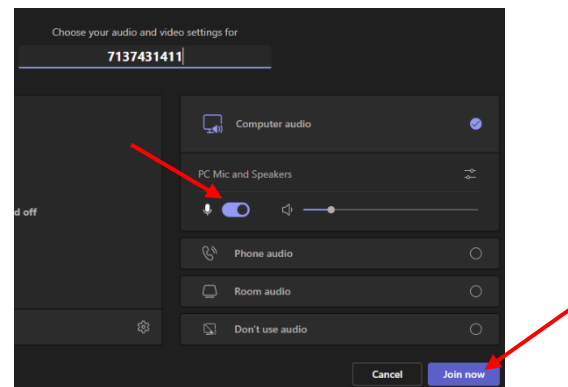 Choose your audio and video settings for
7137431411
Computer audio
PC Mic and Speakers
d off
Phone audio
Room audio
Don't use audio
Cancel
Join now